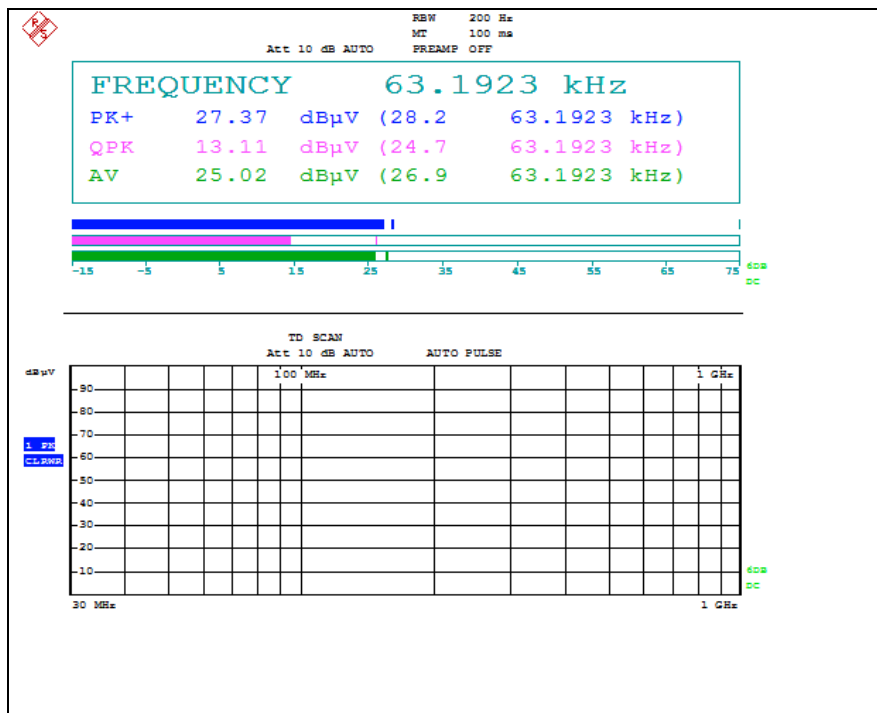 RS
RBW 200 Hz
MT 100 ms
Att 10 dB AUTO PREAMP OFF
FREQUENCY 63.1923 kHz
PK+ 27.37 dBµV (28.2 63.1923 kHz)
QPK 13.11 dBµV (24.7 63.1923 kHz)
AV 25.02 dBµV (26.9 63.1923 kHz)
-15 -5 5 15 25 35 45 55 65 75
6DB
DC
TD SCAN
Att 10 dB AUTO AUTO PULSE
dBµV
100 MHz 1 GHz
90
80
70
1 PK
CLRWR
60
50
40
30
20
10
6DB
DC
30 MHz 1 GHz